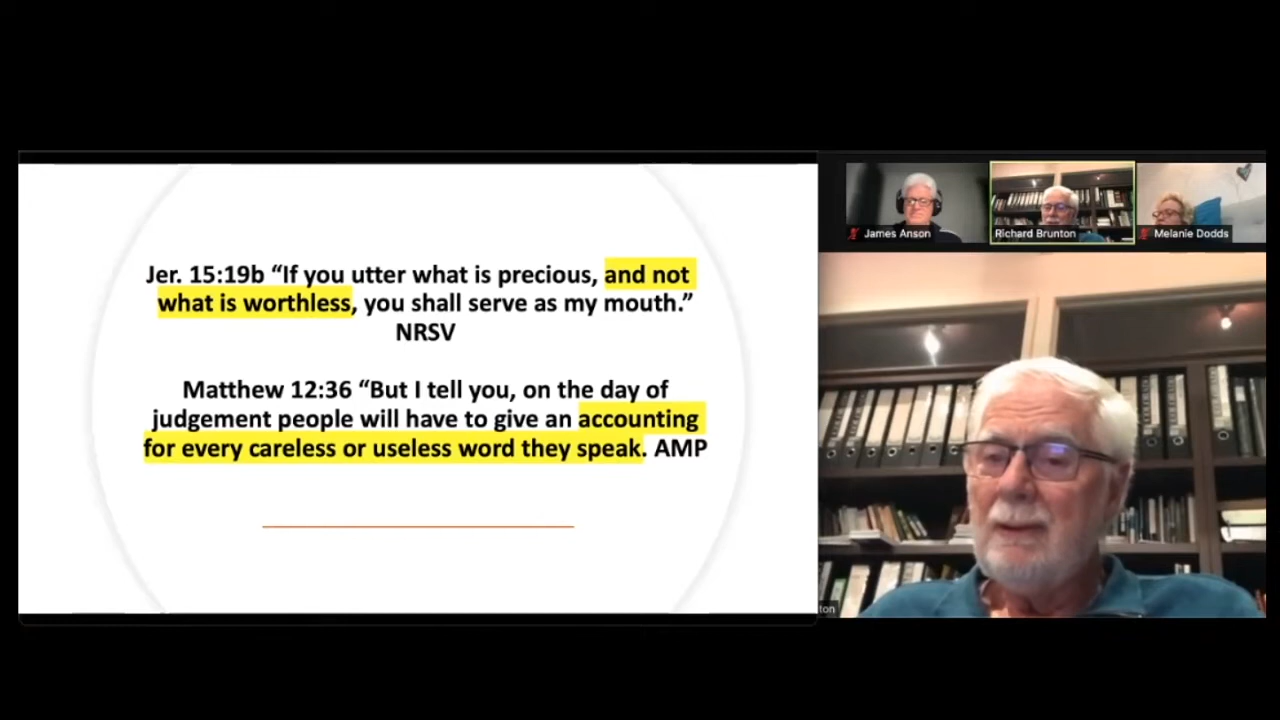 Jer. 15:19b “If you utter what is precious, and not
what is worthless, you shall serve as my mouth.”
NRSV
Matthew 12:36 “But I tell you, on the day of
judgement people will have to give an accounting
for every careless or useless word they speak. AMP
James Anson
Richard Brunton
Melanie Dodds
ton